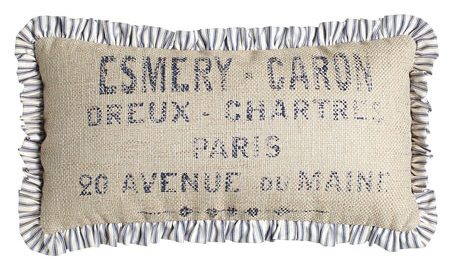 ESMERY - CARON
DREUX - CHARTRES
PARIS
20 AVENUE DU MAINE